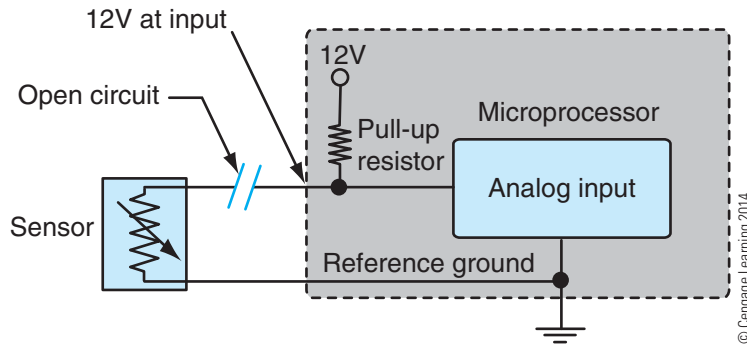 12V at input
12V
Open circuit
Microprocessor
Pull-up
resistor
Analog input
Sensor
Reference ground
© Cengage Learning 2014